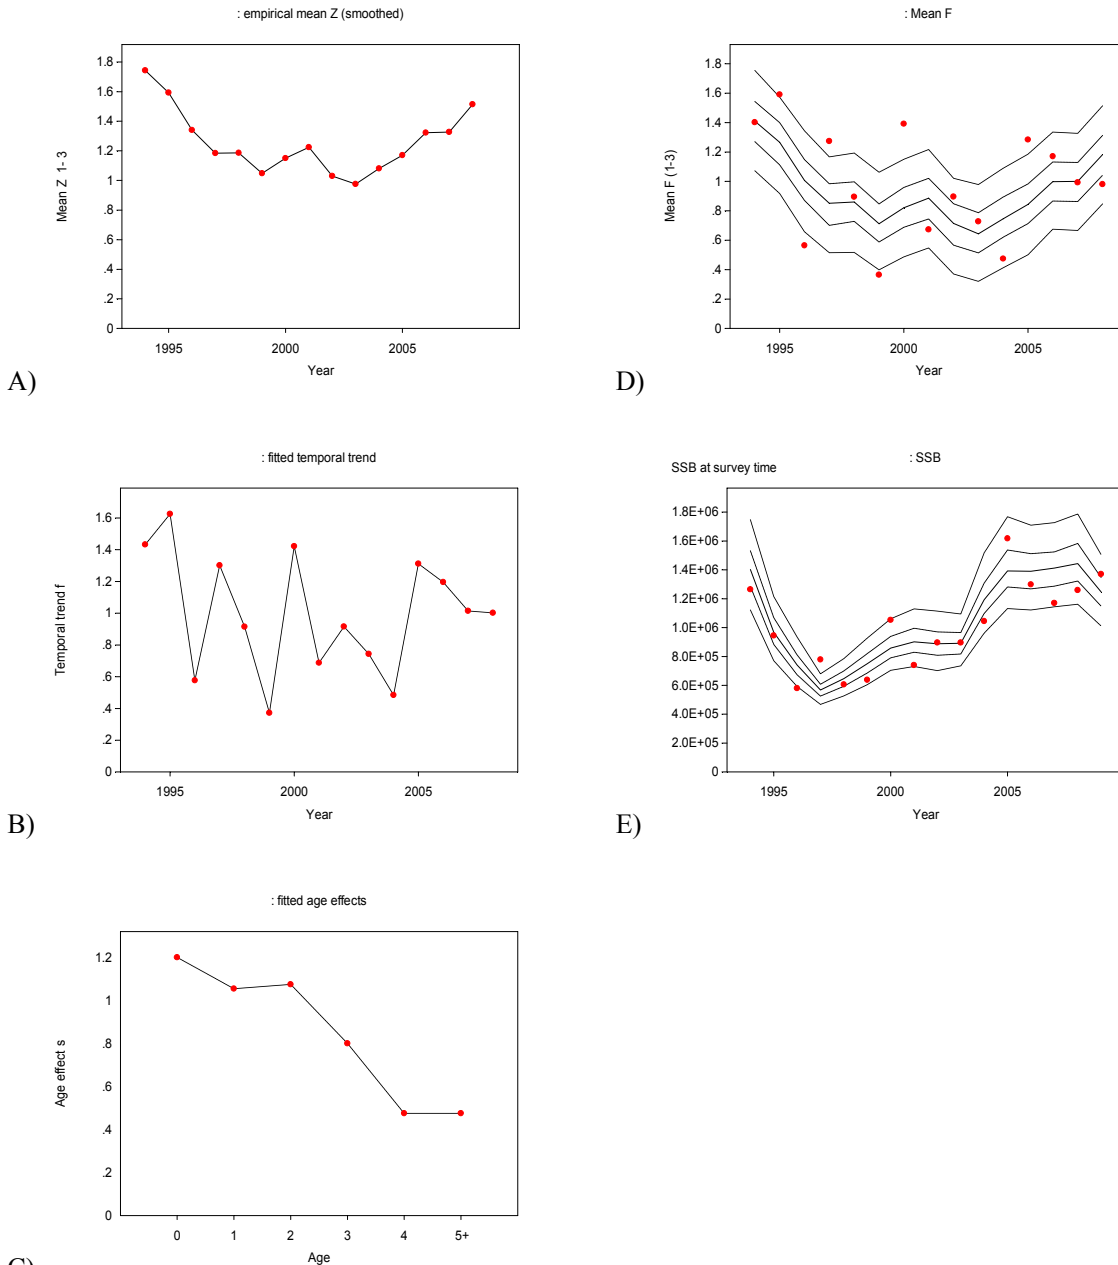 : empirical mean Z (smoothed)
Mean Z 1- 3
1.8
1.6
1.4
1.2
1
.8
.6
.4
.2
0
1995 2000 2005
Year
A)
: Mean F
Mean F (1-3)
1.8
1.6
1.4
1.2
1
.8
.6
.4
.2
0
1995 2000 2005
Year
D)
: fitted temporal trend
Temporal trend f
1.6
1.4
1.2
1
.8
.6
.4
.2
0
1995 2000 2005
Year
B)
SSB at survey time
: SSB
1.8E+06
1.6E+06
1.4E+06
1.2E+06
1.0E+06
8.0E+05
6.0E+05
4.0E+05
2.0E+05
0
1995 2000 2005
Year
E)
: fitted age effects
Age effect s
1.2
1
.8
.6
.4
.2
0
0 1 2 3 4 5+
Age
C)